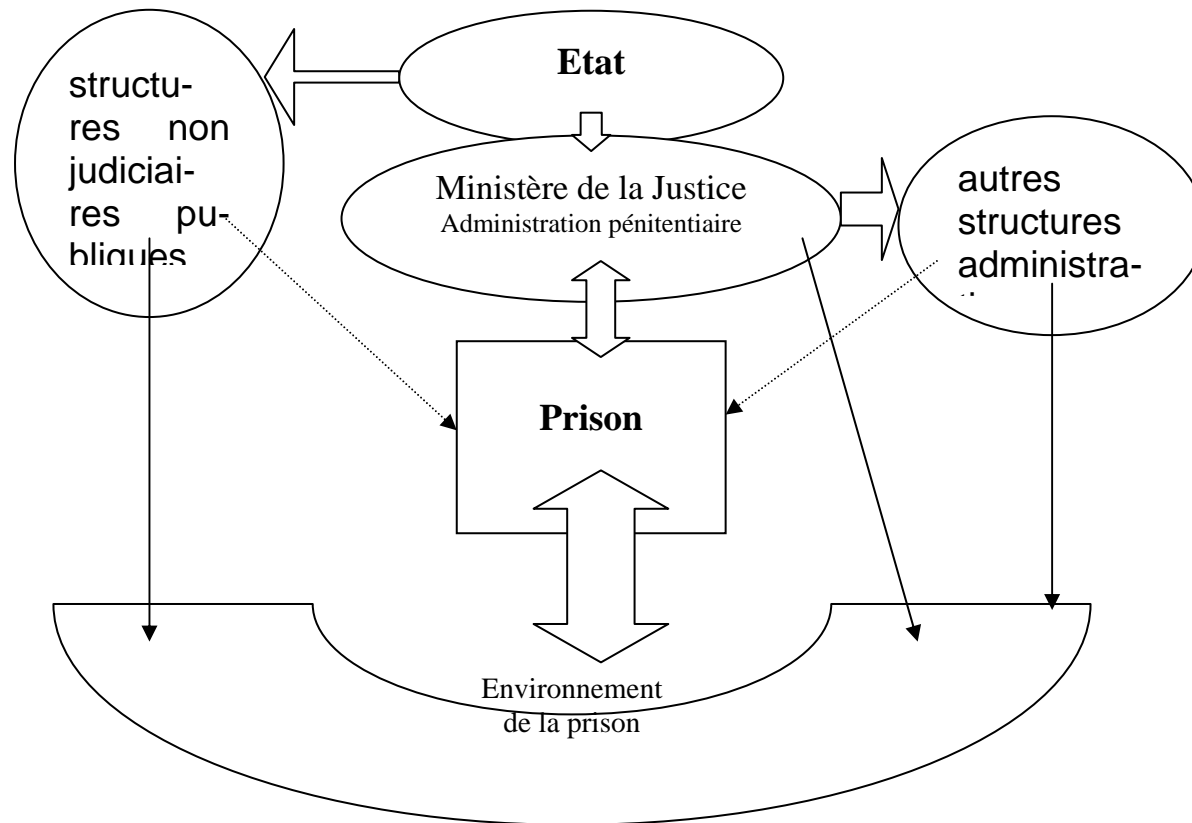 Etat
structu-
res non
judiciai-
res pu-
bliques
Ministère de la Justice
Administration pénitentiaire
autres
structures
administra-
Prison
Environnement
de la prison